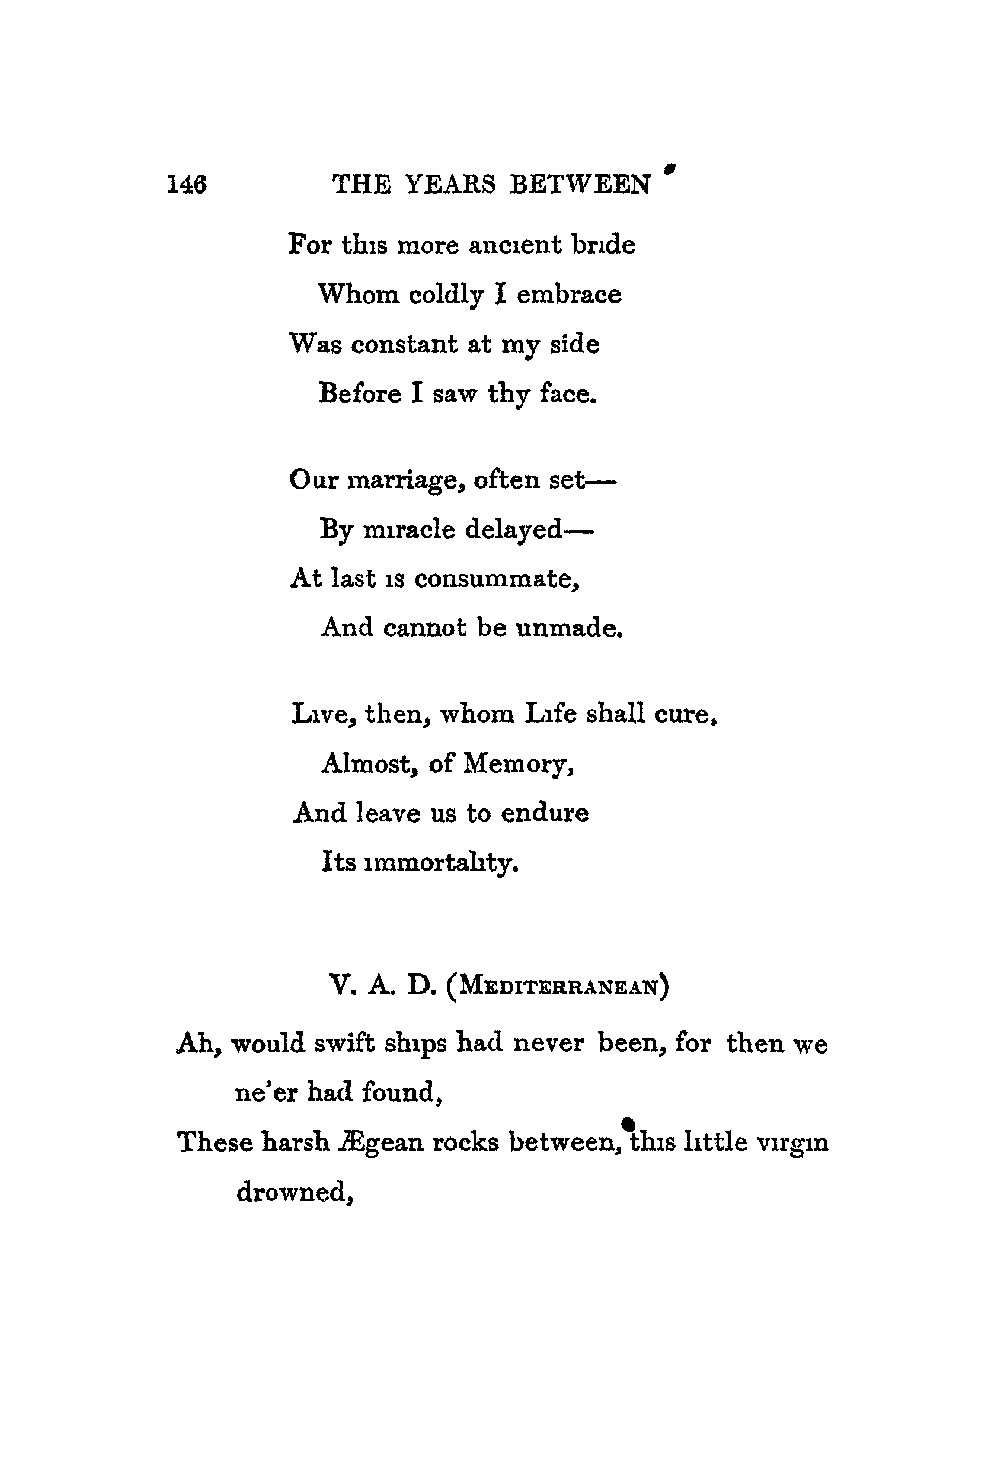 146 THE YEARS BETWEEN
For this more ancient bride
Whom coldly I embrace
Was constant at my side
Before I saw thy face.
Our marriage, often set—
By miracle delayed—
At last is consummate,
And cannot be unmade.
Live, then, whom Life shall cure,
Almost, of Memory,
And leave us to endure
Its immortality.
V. A. D. (MEDITERRANEAN)
Ah, would swift ships had never been, for then we
ne'er had found,
These harsh Ægean rocks between, this little virgin
drowned,